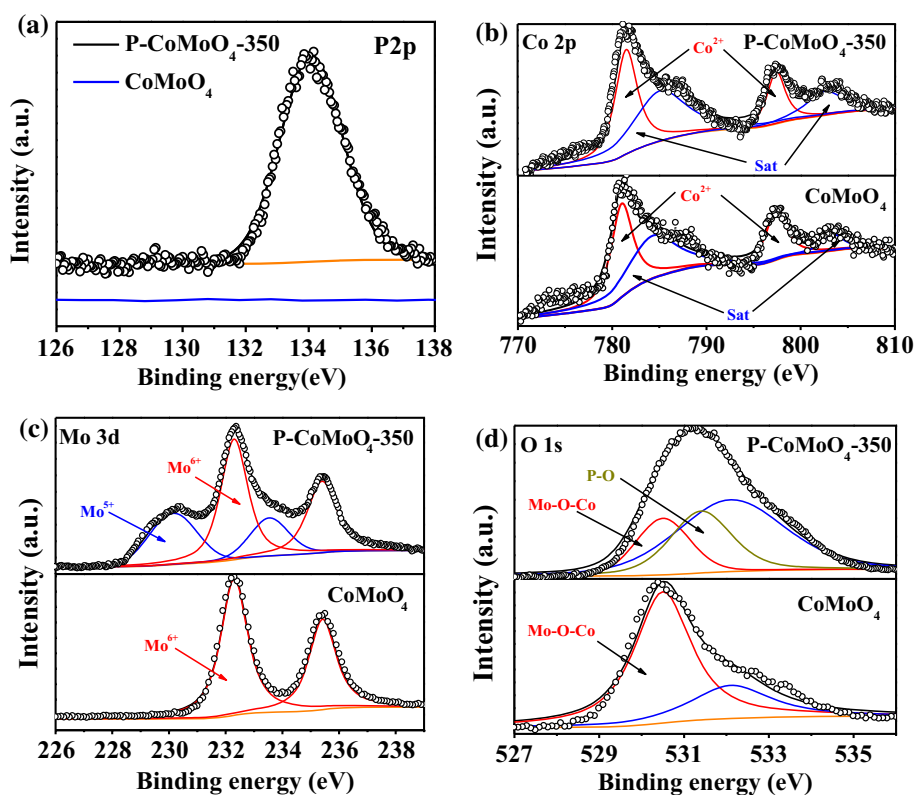 (a)
P2p
P-CoMoO₄-350
CoMoO₄
Intensity (a.u.)
126 128 130 132 134 136 138
Binding energy(eV)
(b)
Co 2p
P-CoMoO₄-350
Co²⁺
Sat
CoMoO₄
Co²⁺
Sat
Intensity (a.u.)
770 780 790 800 810
Binding energy (eV)
(c)
Mo 3d
P-CoMoO₄-350
Mo⁶⁺
Mo⁵⁺
CoMoO₄
Mo⁶⁺
Intensity (a.u.)
226 228 230 232 234 236 238
Binding energy (eV)
(d)
O 1s
P-CoMoO₄-350
P-O
Mo-O-Co
CoMoO₄
Mo-O-Co
Intensity (a.u.)
527 529 531 533 535
Binding energy (eV)